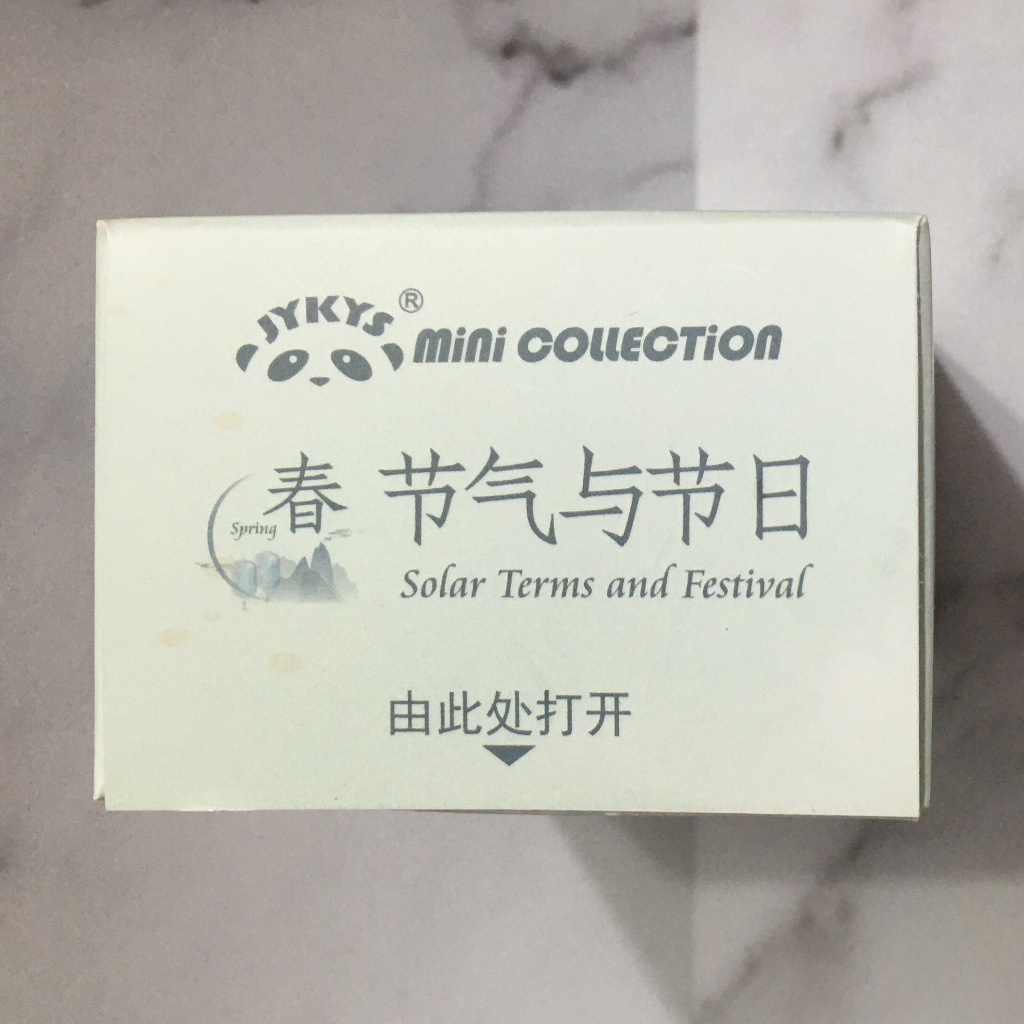 JYKYS® mini COLLECTION
春 节气与节日
Spring
Solar Terms and Festival
由此处打开